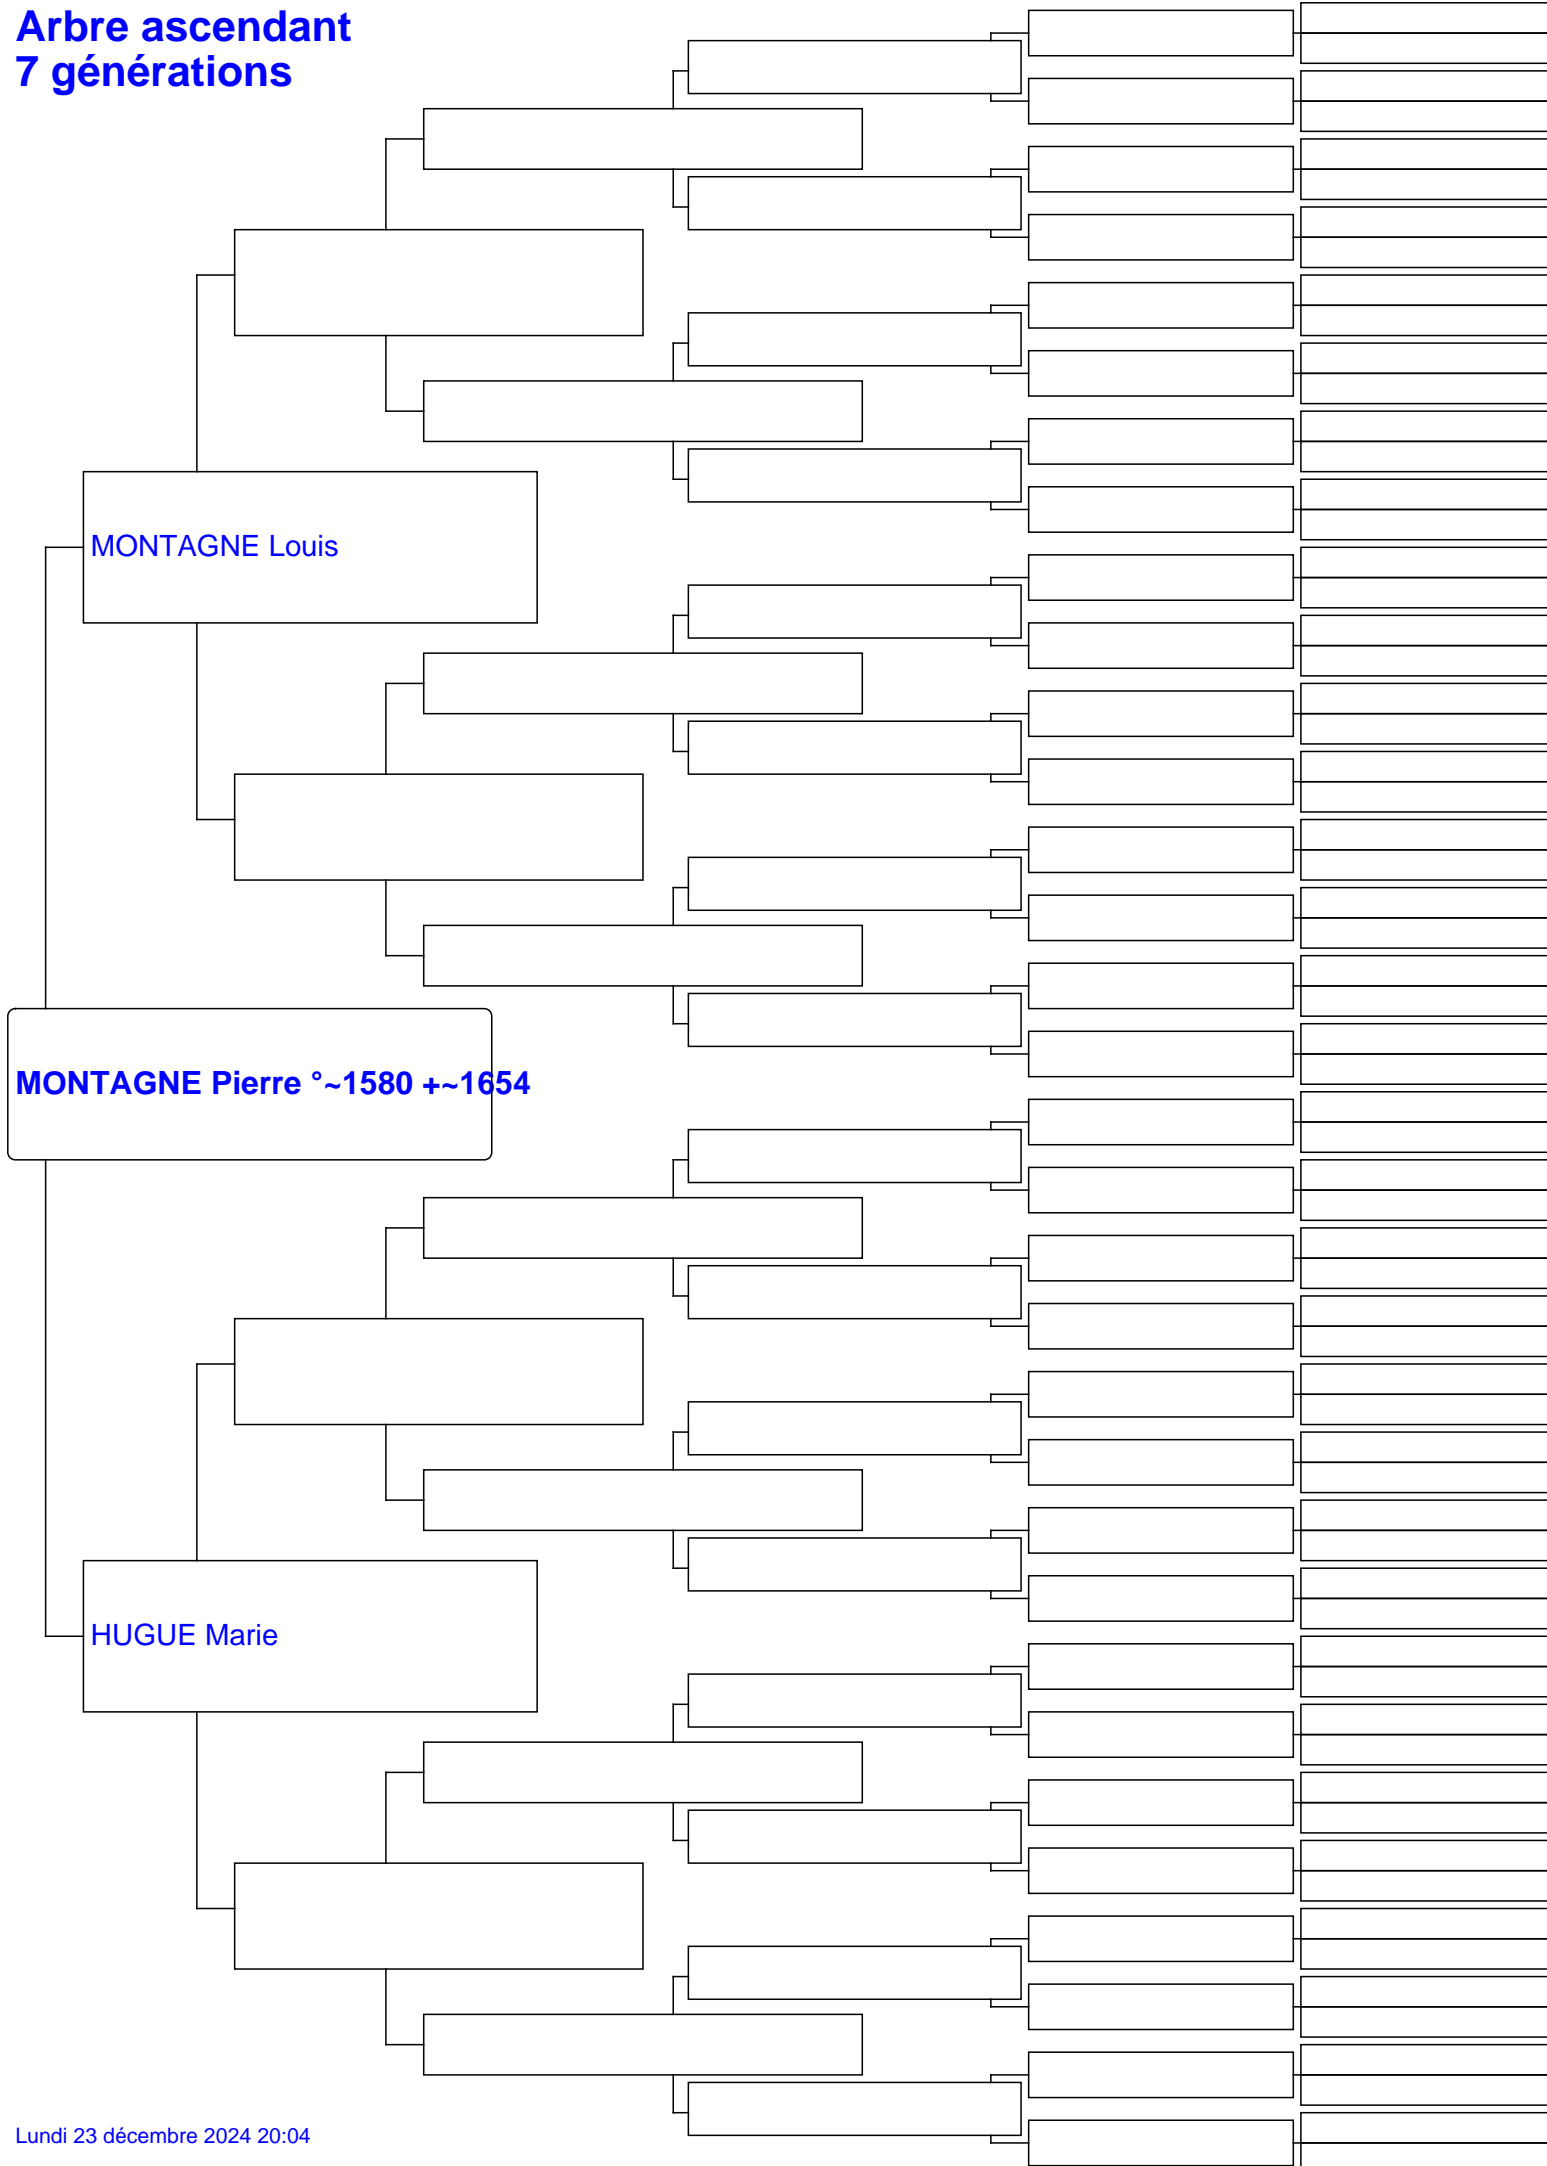 Arbre ascendant
7 générations
MONTAGNE Louis
MONTAGNE Pierre °~1580 +~1654
HUGUE Marie
Lundi 23 décembre 2024 20:04